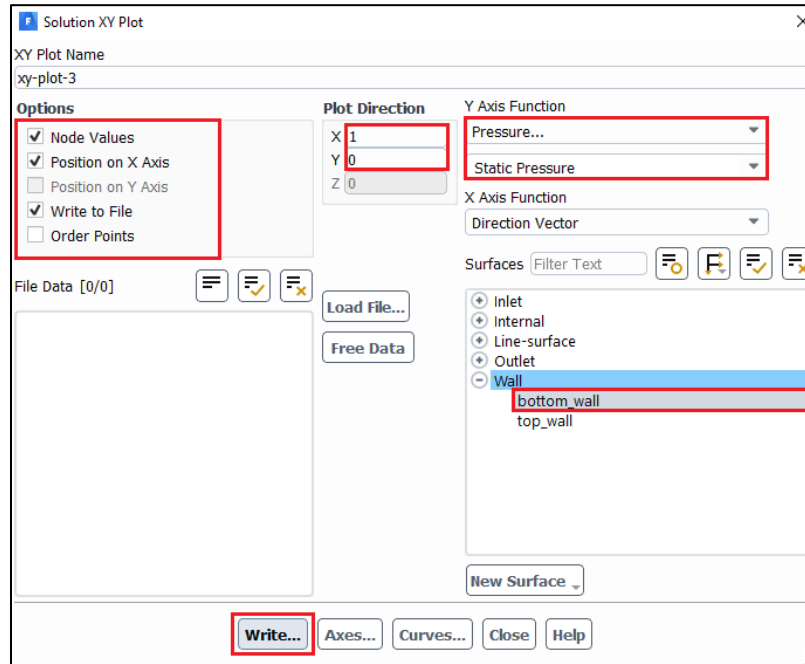 Solution XY Plot
XY Plot Name
xy-plot-3
Options
Node Values
Position on X Axis
Position on Y Axis
Write to File
Order Points
Plot Direction
X 1
Y 0
Z 0
Y Axis Function
Pressure...
Static Pressure
X Axis Function
Direction Vector
File Data [0/0]
Load File...
Free Data
Surfaces Filter Text
Inlet
Internal
Line-surface
Outlet
Wall
bottom_wall
top_wall
New Surface
Write...
Axes...
Curves...
Close
Help